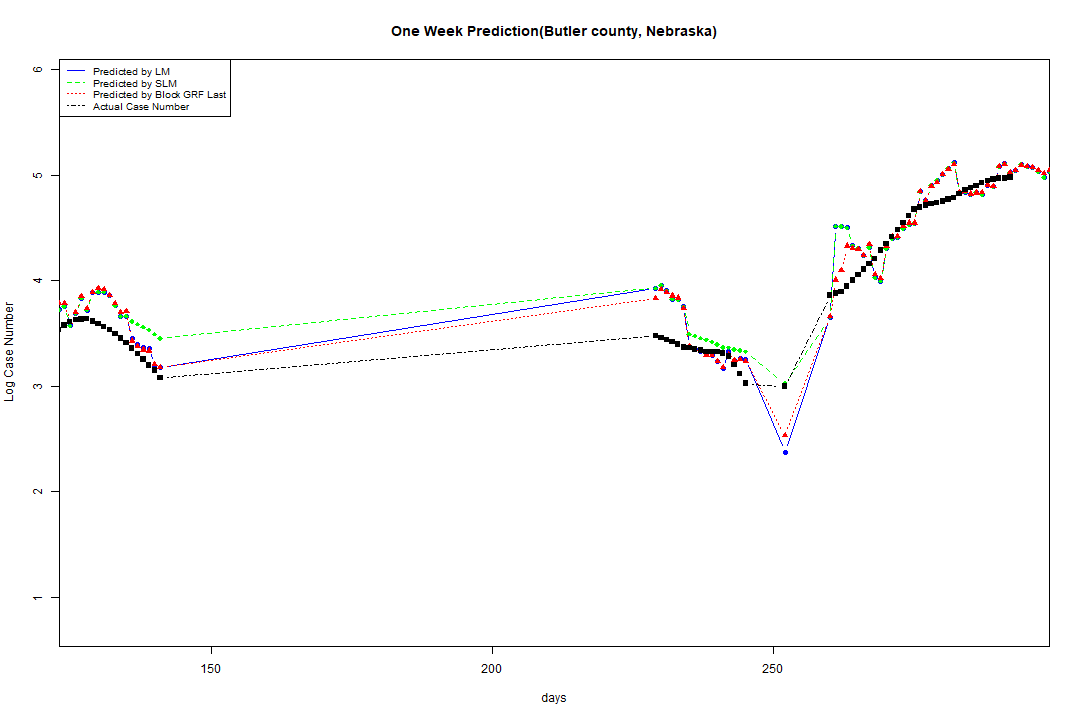 One Week Prediction(Butler county, Nebraska)
Predicted by LM
Predicted by SLM
Predicted by Block GRF Last
Actual Case Number
6
5
4
3
2
1
Log Case Number
150
200
250
days